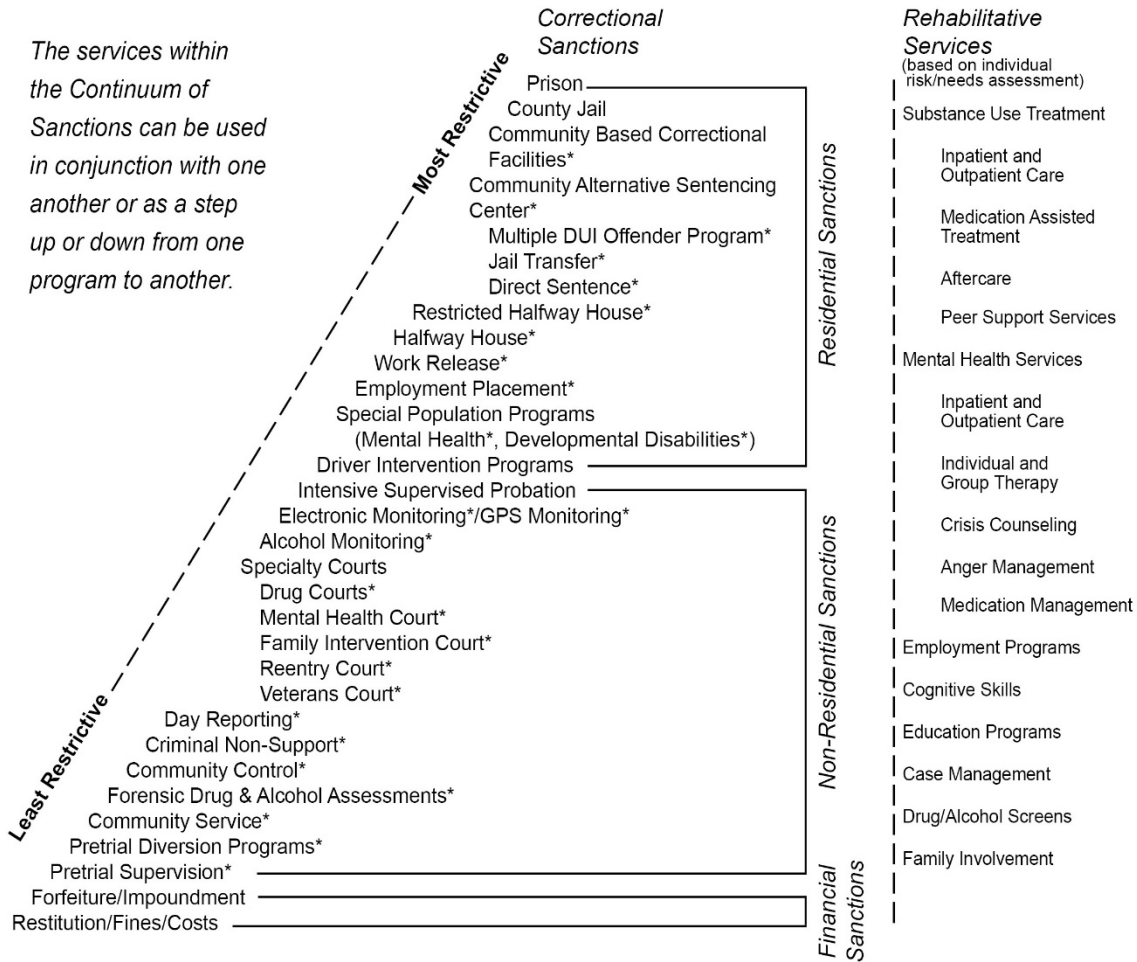 The services within
the Continuum of
Sanctions can be used
in conjunction with one
another or as a step
up or down from one
program to another.
Most Restrictive
Least Restrictive
Correctional
Sanctions
Prison
County Jail
Community Based Correctional
Facilities*
Community Alternative Sentencing
Center*
Multiple DUI Offender Program*
Jail Transfer*
Direct Sentence*
Restricted Halfway House*
Halfway House*
Work Release*
Employment Placement*
Special Population Programs
(Mental Health*, Developmental Disabilities*)
Driver Intervention Programs
Intensive Supervised Probation
Electronic Monitoring*/GPS Monitoring*
Alcohol Monitoring*
Specialty Courts
Drug Courts*
Mental Health Court*
Family Intervention Court*
Reentry Court*
Veterans Court*
Day Reporting*
Criminal Non-Support*
Community Control*
Forensic Drug & Alcohol Assessments*
Community Service*
Pretrial Diversion Programs*
Pretrial Supervision*
Forfeiture/Impoundment
Restitution/Fines/Costs
Residential Sanctions
Non-Residential Sanctions
Financial
Sanctions
Rehabilitative
Services
(based on individual
risk/needs assessment)
Substance Use Treatment
Inpatient and
Outpatient Care
Medication Assisted
Treatment
Aftercare
Peer Support Services
Mental Health Services
Inpatient and
Outpatient Care
Individual and
Group Therapy
Crisis Counseling
Anger Management
Medication Management
Employment Programs
Cognitive Skills
Education Programs
Case Management
Drug/Alcohol Screens
Family Involvement